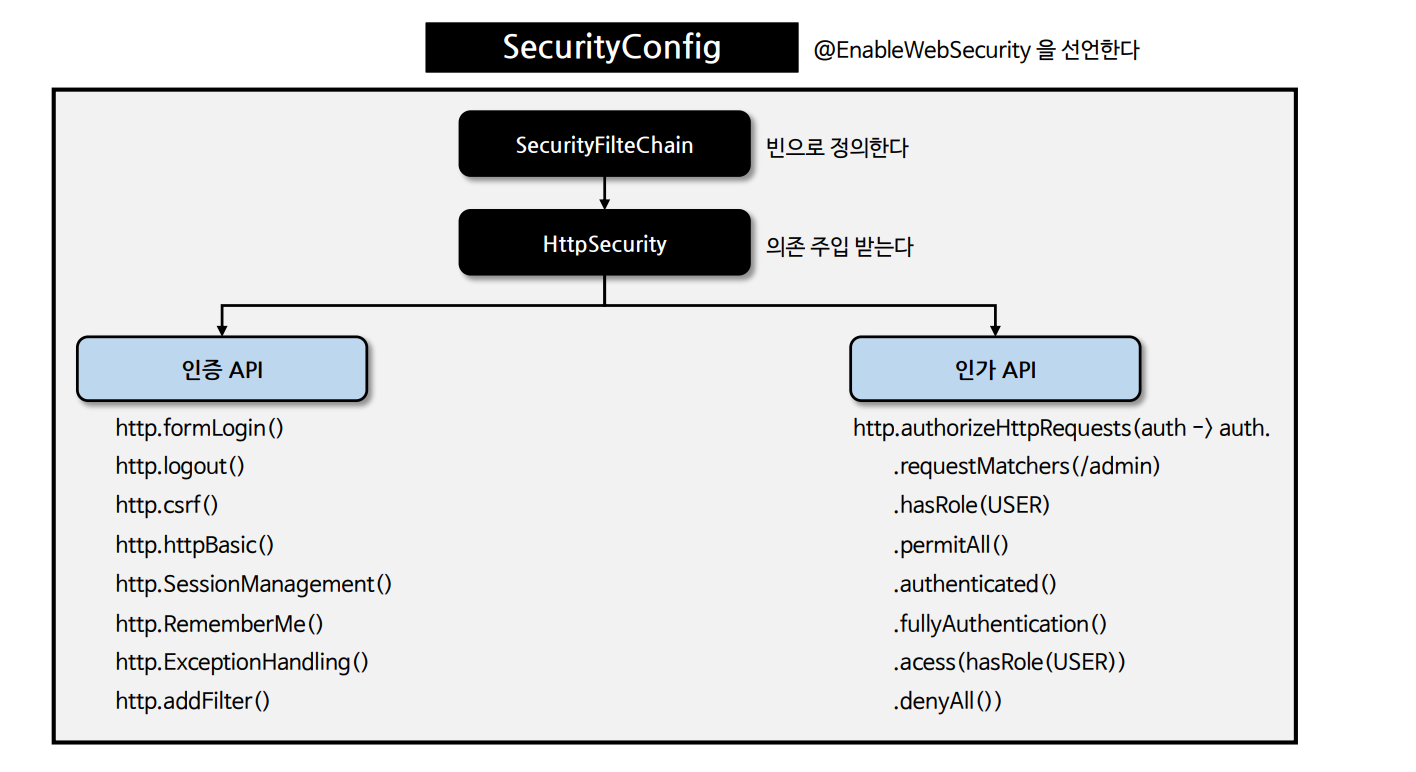 SecurityConfig
@EnableWebSecurity 을 선언한다
SecurityFilteChain
빈으로 정의한다
HttpSecurity
의존 주입 받는다
인증 API
http.formLogin()
http.logout()
http.csrf()
http.httpBasic()
http.SessionManagement()
http.RememberMe()
http.ExceptionHandling()
http.addFilter()
인가 API
http.authorizeHttpRequests(auth -> auth.
.requestMatchers(/admin)
.hasRole(USER)
.permitAll()
.authenticated()
.fullyAuthentication()
.acess(hasRole(USER))
.denyAll())